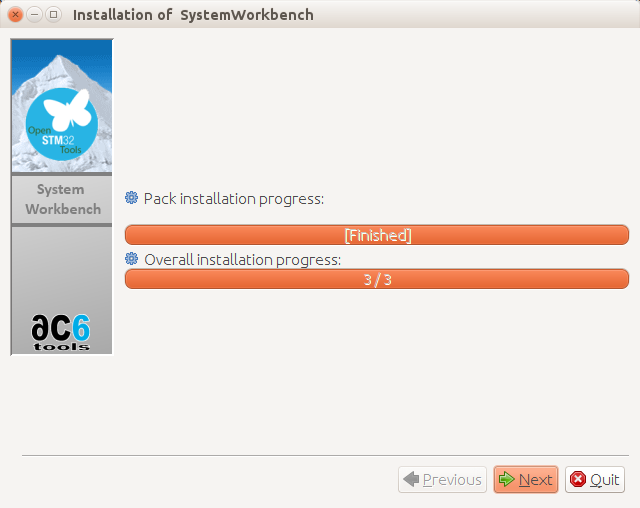 Installation of SystemWorkbench
Open
STM32
Tools
System
Workbench
ac6
tools
Pack installation progress:
[Finished]
Overall installation progress:
3 / 3
Previous
Next
Quit